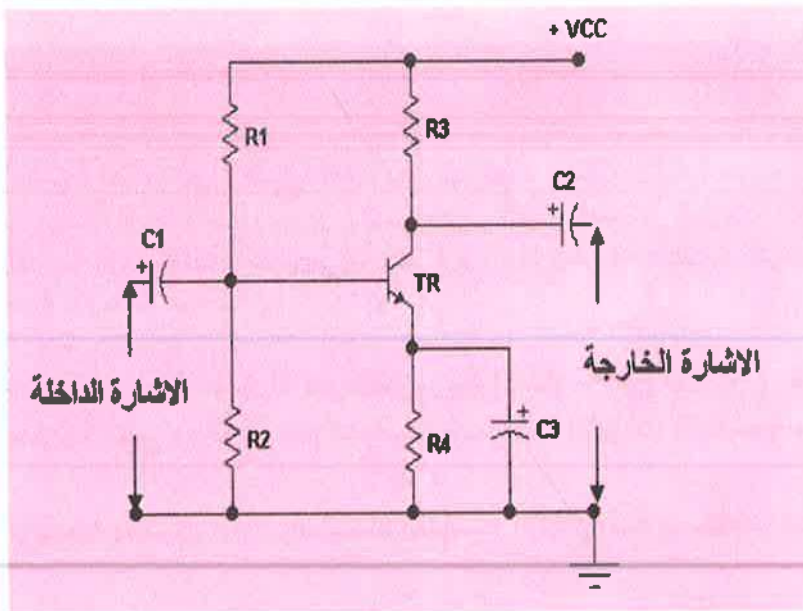 + VCC
R1
R3
C2
+
C1
+
TR
الاشارة الداخلة
الاشارة الخارجة
R2
R4
+
C3